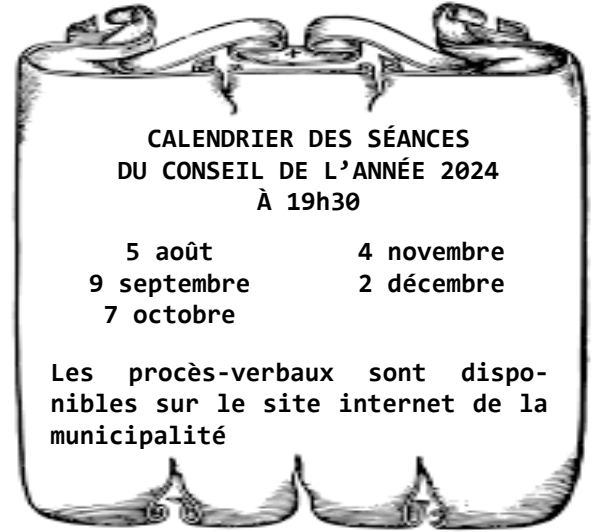 CALENDRIER DES SÉANCES
DU CONSEIL DE L’ANNÉE 2024
À 19h30
5 août
9 septembre
7 octobre
4 novembre
2 décembre
Les procès-verbaux sont dispo-
nibles sur le site internet de la
municipalité